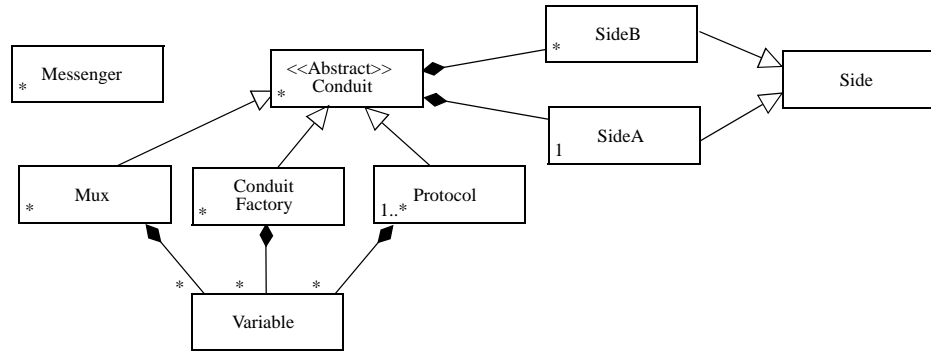 Messenger
*
<<Abstract>>
Conduit
*
SideB
*
Side
SideA
1
Mux
*
Conduit
Factory
*
Protocol
1..*
*
*
*
Variable